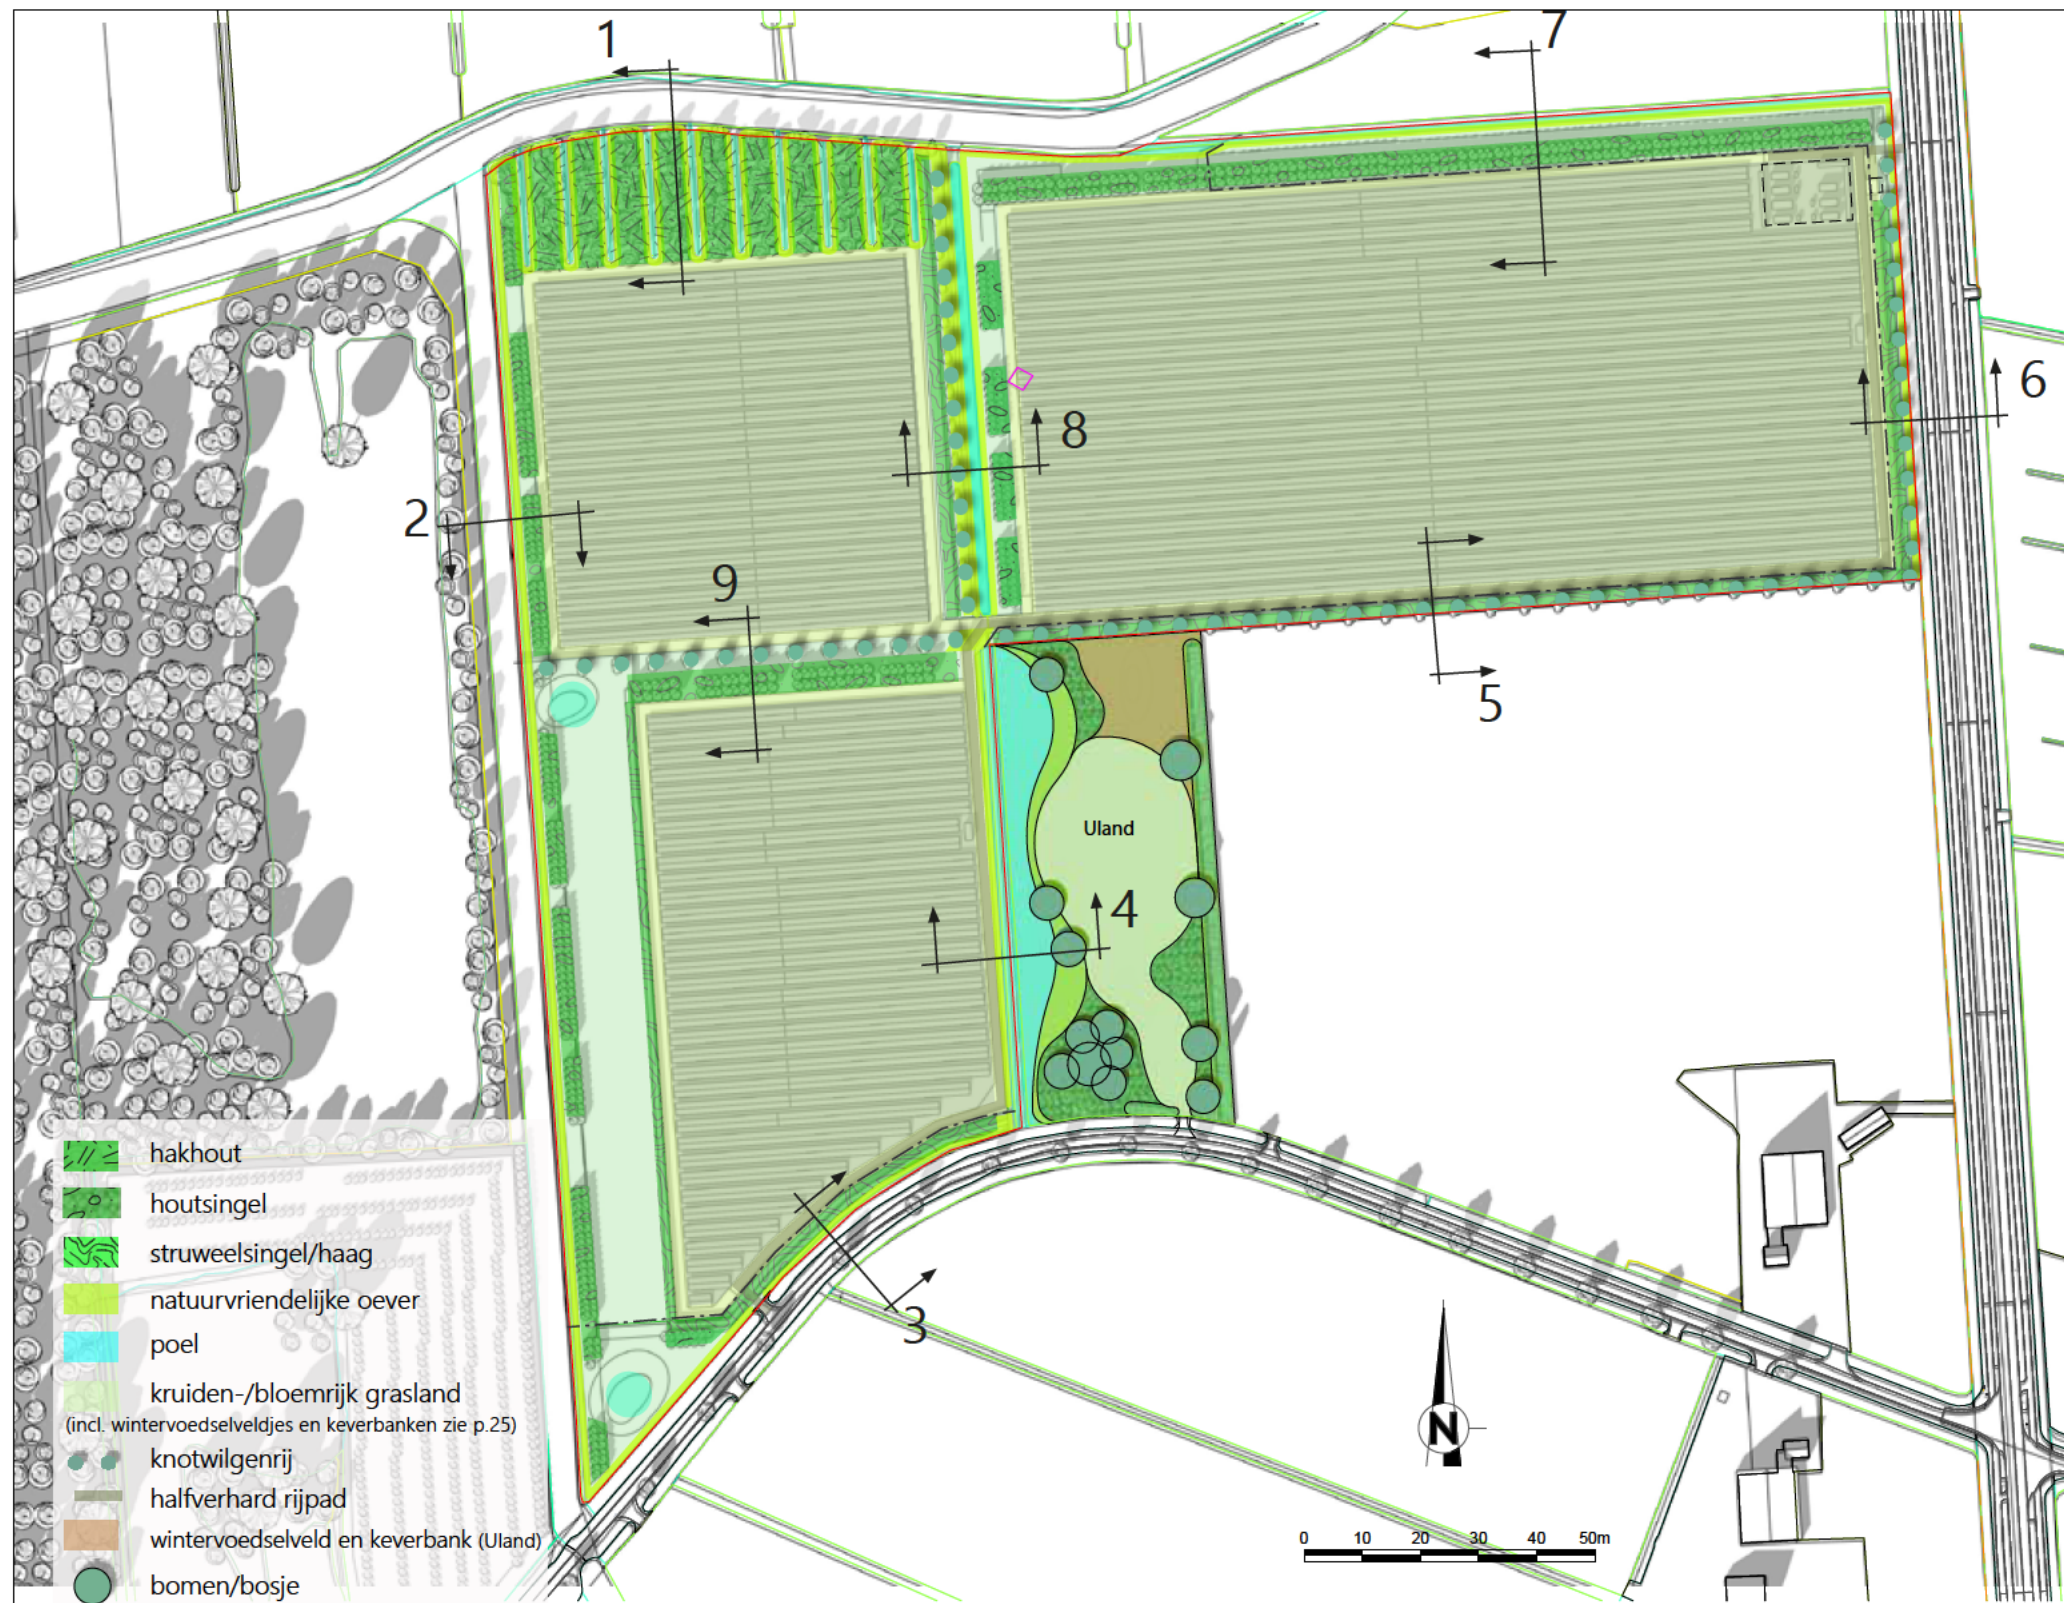 1
7
6
8
2
9
5
Uland
4
3
hakhout
houtsingel
struweelsingel/haag
natuurvriendelijke oever
poel
kruiden-/bloemrijk grasland
(incl. wintervoedselveldjes en keverbanken zie p.25)
knotwilgenrij
halfverhard rijpad
wintervoedselveld en keverbank (Uland)
bomen/bosje
N
0 10 20 30 40 50m